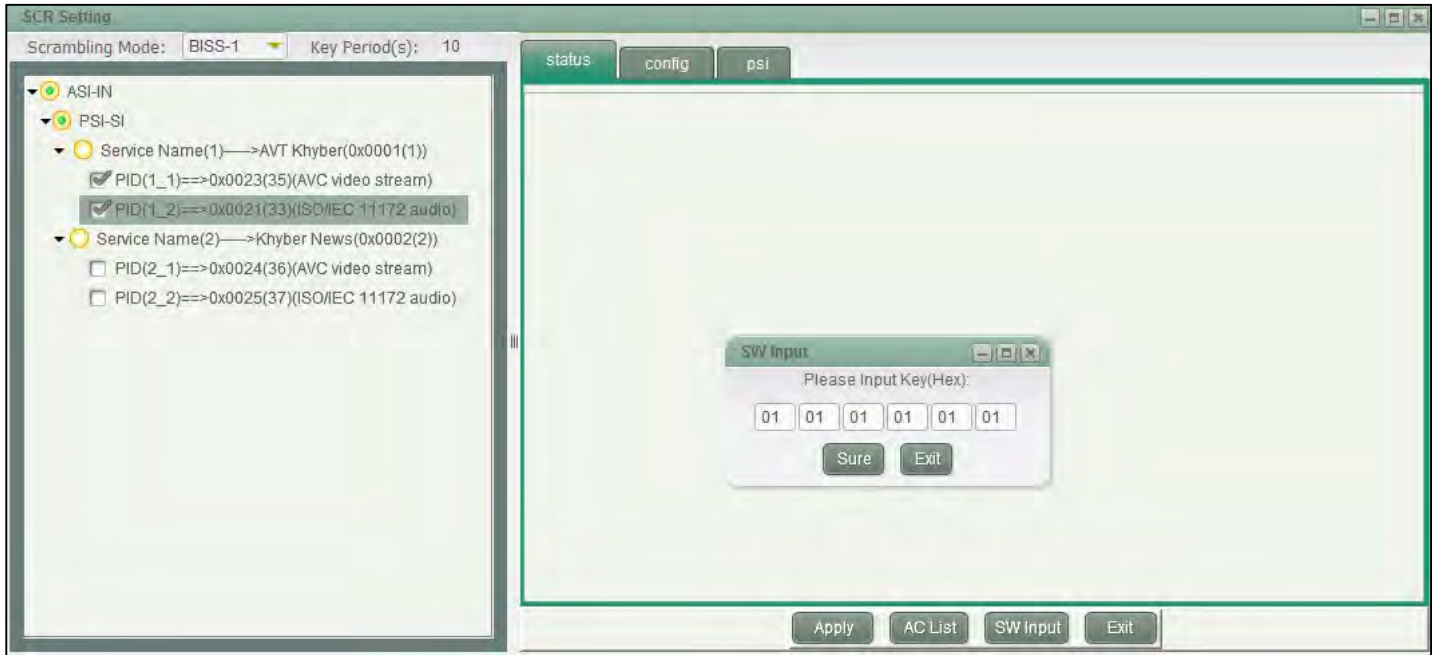 SCR Setting
Scrambling Mode: BISS-1 Key Period(s): 10
status config psi
ASI-IN
PSI-SI
Service Name(1)----->AVT Khyber(0x0001(1))
PID(1_1)==>0x0023(35)(AVC video stream)
PID(1_2)==>0x0021(33)(ISO/IEC 11172 audio)
Service Name(2)----->Khyber News(0x0002(2))
PID(2_1)==>0x0024(36)(AVC video stream)
PID(2_2)==>0x0025(37)(ISO/IEC 11172 audio)
SW Input
Please Input Key(Hex):
01 01 01 01 01 01
Sure Exit
Apply AC List SW Input Exit